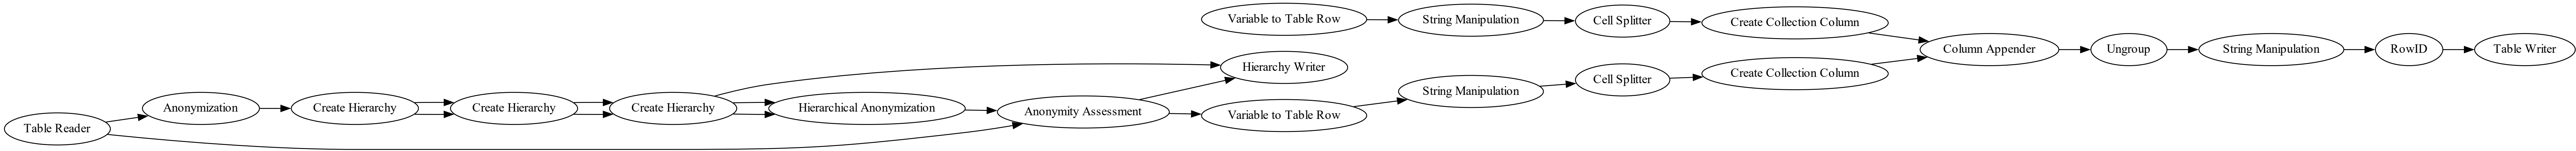 Variable to Table Row
String Manipulation
Cell Splitter
Create Collection Column
Column Appender
Ungroup
String Manipulation
RowID
Table Writer
Hierarchy Writer
Cell Splitter
Create Collection Column
String Manipulation
Anonymization
Create Hierarchy
Create Hierarchy
Create Hierarchy
Hierarchical Anonymization
Anonymity Assessment
Variable to Table Row
Table Reader